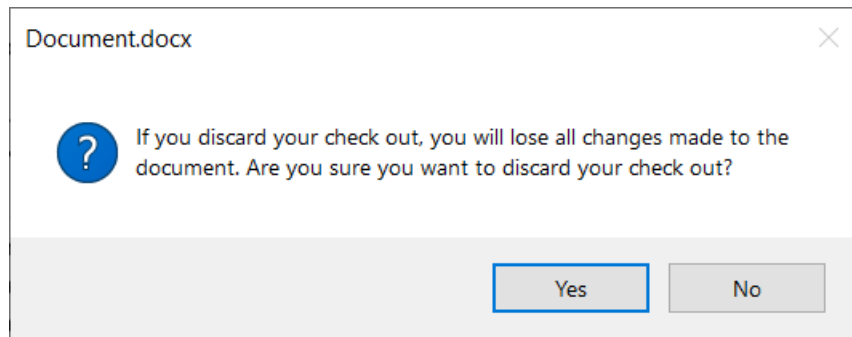 Document.docx
?
If you discard your check out, you will lose all changes made to the
document. Are you sure you want to discard your check out?
Yes
No